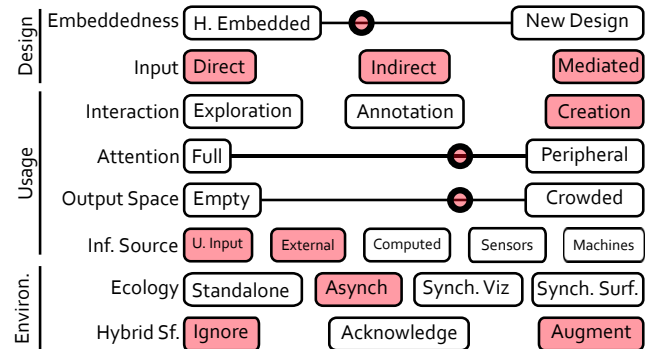 Design
Embeddedness H. Embedded New Design
Input Direct Indirect Mediated
Usage
Interaction Exploration Annotation Creation
Attention Full Peripheral
Output Space Empty Crowded
Inf. Source U. Input External Computed Sensors Machines
Environ.
Ecology Standalone Asynch Synch. Viz Synch. Surf.
Hybrid Sf. Ignore Acknowledge Augment